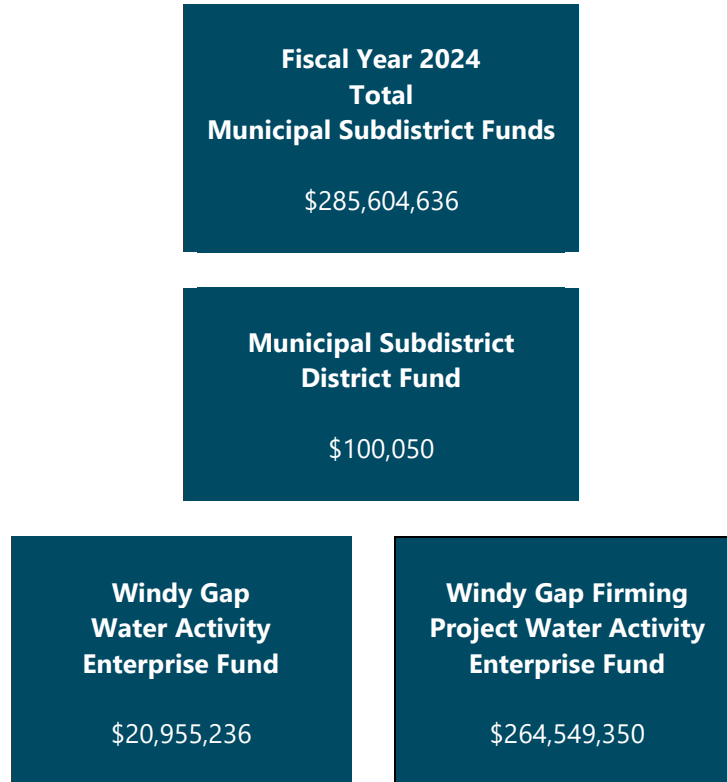 Fiscal Year 2024
Total
Municipal Subdistrict Funds
$285,604,636
Municipal Subdistrict
District Fund
$100,050
Windy Gap
Water Activity
Enterprise Fund
$20,955,236
Windy Gap Firming
Project Water Activity
Enterprise Fund
$264,549,350